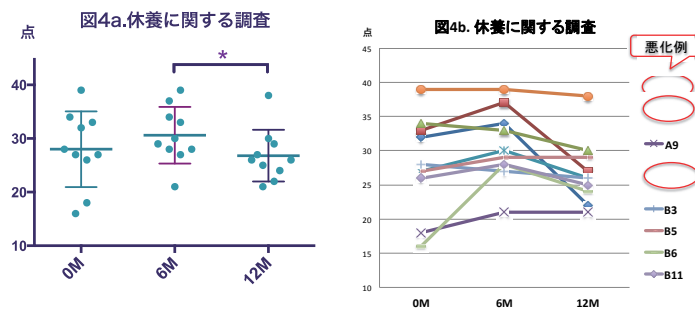 図4a.休養に関する調査
点
*
40
30
20
10
0M
6M
12M
図4b. 休養に関する調査
点
45
40
35
30
25
20
15
10
0M
6M
12M
悪化例
A9
B3
B5
B6
B11